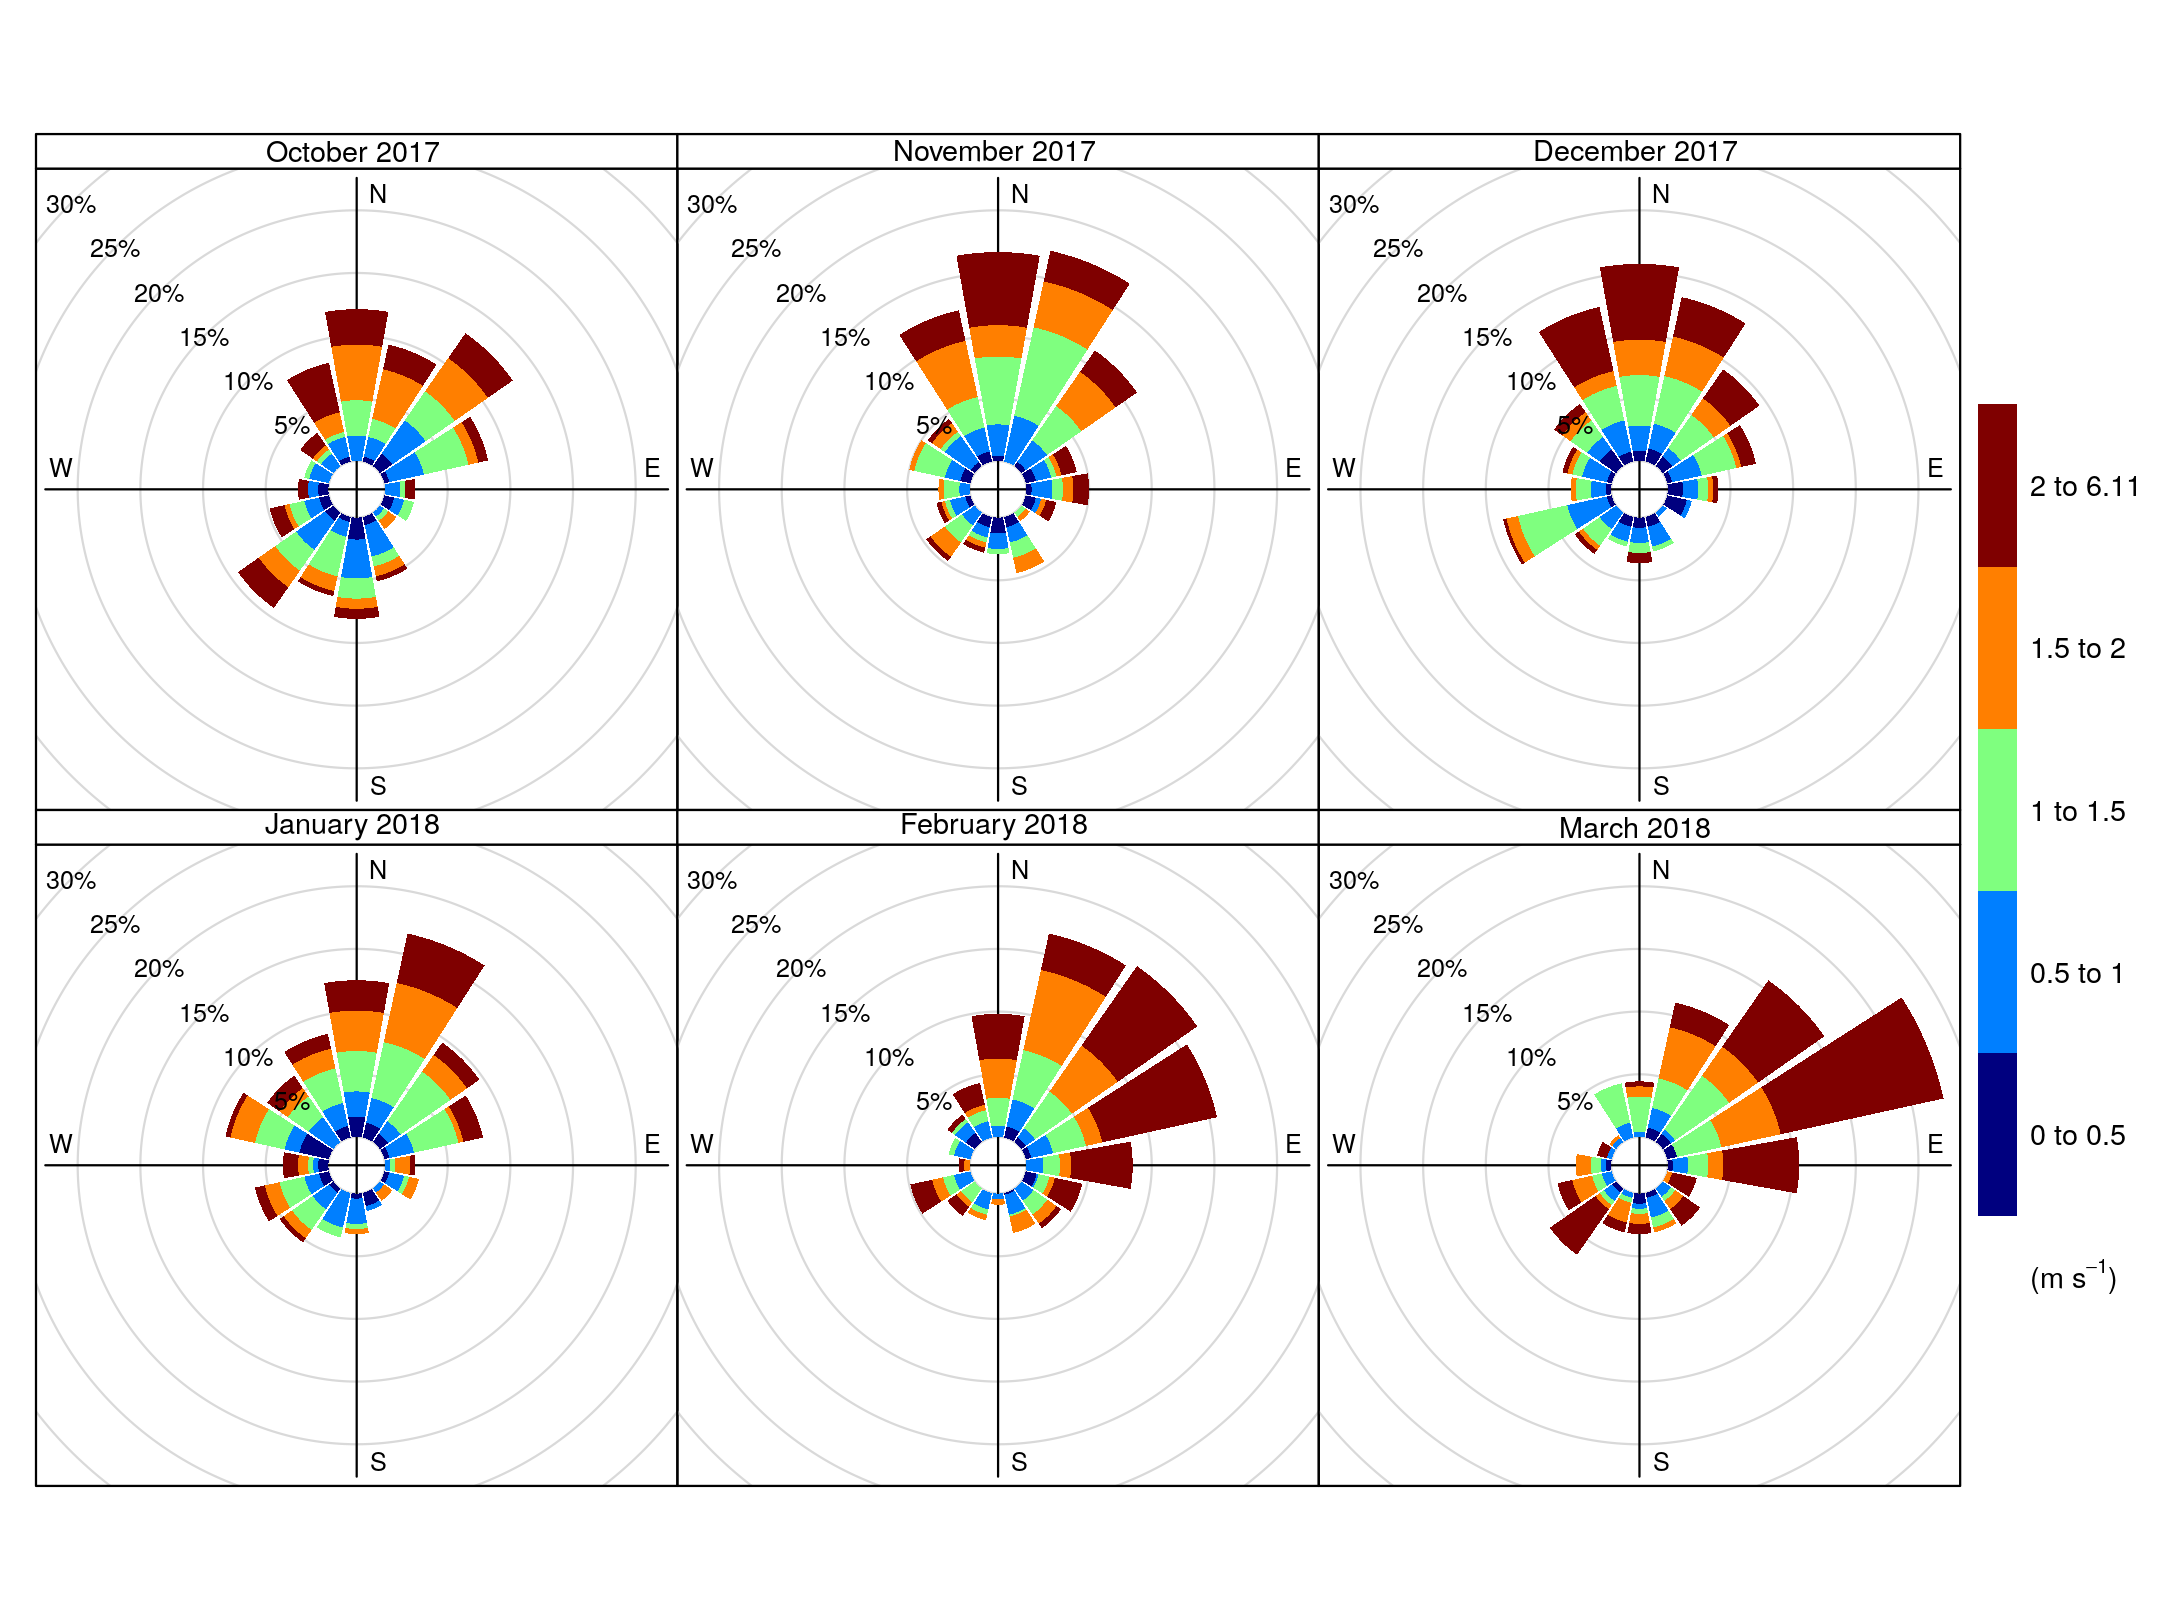 October 2017
November 2017
December 2017
N
30%
25%
20%
15%
10%
5%
W
E
S
N
30%
25%
20%
15%
10%
5%
W
E
S
N
30%
25%
20%
15%
10%
5%
W
E
S
January 2018
February 2018
March 2018
N
30%
25%
20%
15%
10%
5%
W
E
S
N
30%
25%
20%
15%
10%
5%
W
E
S
N
30%
25%
20%
15%
10%
5%
W
E
S
2 to 6.11
1.5 to 2
1 to 1.5
0.5 to 1
0 to 0.5
(m s⁻¹)